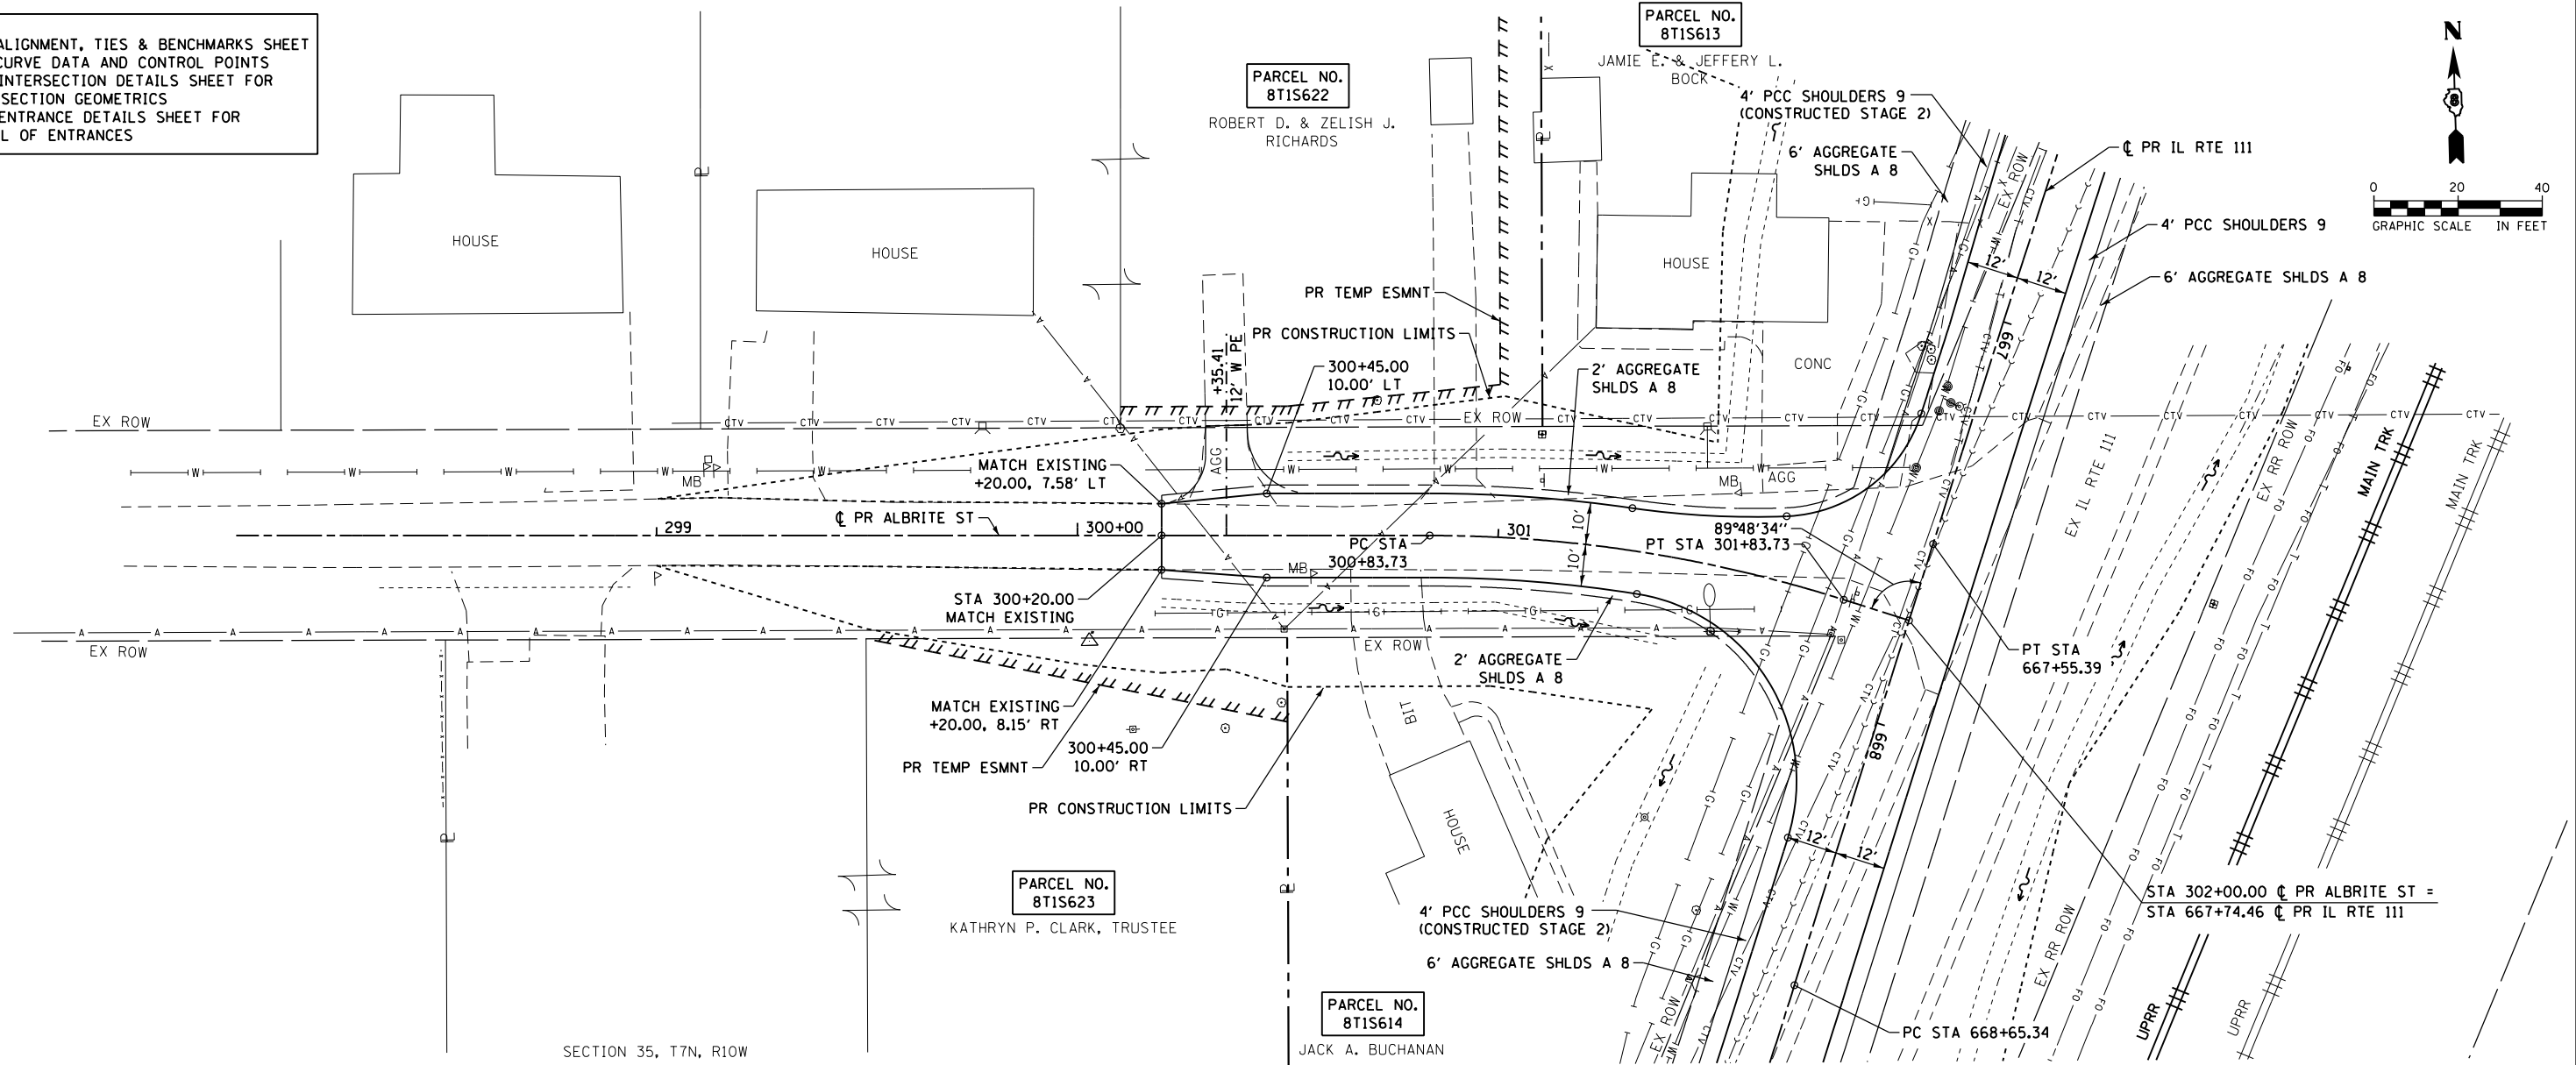 ALIGNMENT, TIES & BENCHMARKS SHEET
CURVE DATA AND CONTROL POINTS
INTERSECTION DETAILS SHEET FOR
SECTION GEOMETRICS
ENTRANCE DETAILS SHEET FOR
L OF ENTRANCES
PARCEL NO.
8T1S622
ROBERT D. & ZELISH J.
RICHARDS
PARCEL NO.
8T1S613
JAMIE E. & JEFFERY L.
BOCK
4' PCC SHOULDERS 9
(CONSTRUCTED STAGE 2)
6' AGGREGATE
SHLDS A 8
℄ PR IL RTE 111
4' PCC SHOULDERS 9
6' AGGREGATE SHLDS A 8
N
8
0 20 40
GRAPHIC SCALE IN FEET
HOUSE
HOUSE
HOUSE
CONC
PR TEMP ESMNT
PR CONSTRUCTION LIMITS
300+45.00
10.00' LT
2' AGGREGATE
SHLDS A 8
+35.41
12' W PE
AGG
EX ROW
EX ROW
EX ROW
12'
12'
667
MATCH EXISTING
+20.00, 7.58' LT
MB
MB
AGG
℄ PR ALBRITE ST
299
300+00
301
PC STA
300+83.73
10'
10'
89°48'34''
PT STA 301+83.73
MB
STA 300+20.00
MATCH EXISTING
EX ROW
EX ROW
2' AGGREGATE
SHLDS A 8
PT STA
667+55.39
EX IL RTE 111
EX RR ROW
MAIN TRK
MAIN TRK
MATCH EXISTING
+20.00, 8.15' RT
300+45.00
10.00' RT
PR TEMP ESMNT
PR CONSTRUCTION LIMITS
BIT
HOUSE
668
12'
12'
PARCEL NO.
8T1S623
KATHRYN P. CLARK, TRUSTEE
4' PCC SHOULDERS 9
(CONSTRUCTED STAGE 2)
6' AGGREGATE SHLDS A 8
STA 302+00.00 ℄ PR ALBRITE ST =
STA 667+74.46 ℄ PR IL RTE 111
EX RR ROW
PARCEL NO.
8T1S614
JACK A. BUCHANAN
EX ROW
PC STA 668+65.34
UPRR
UPRR
SECTION 35, T7N, R10W